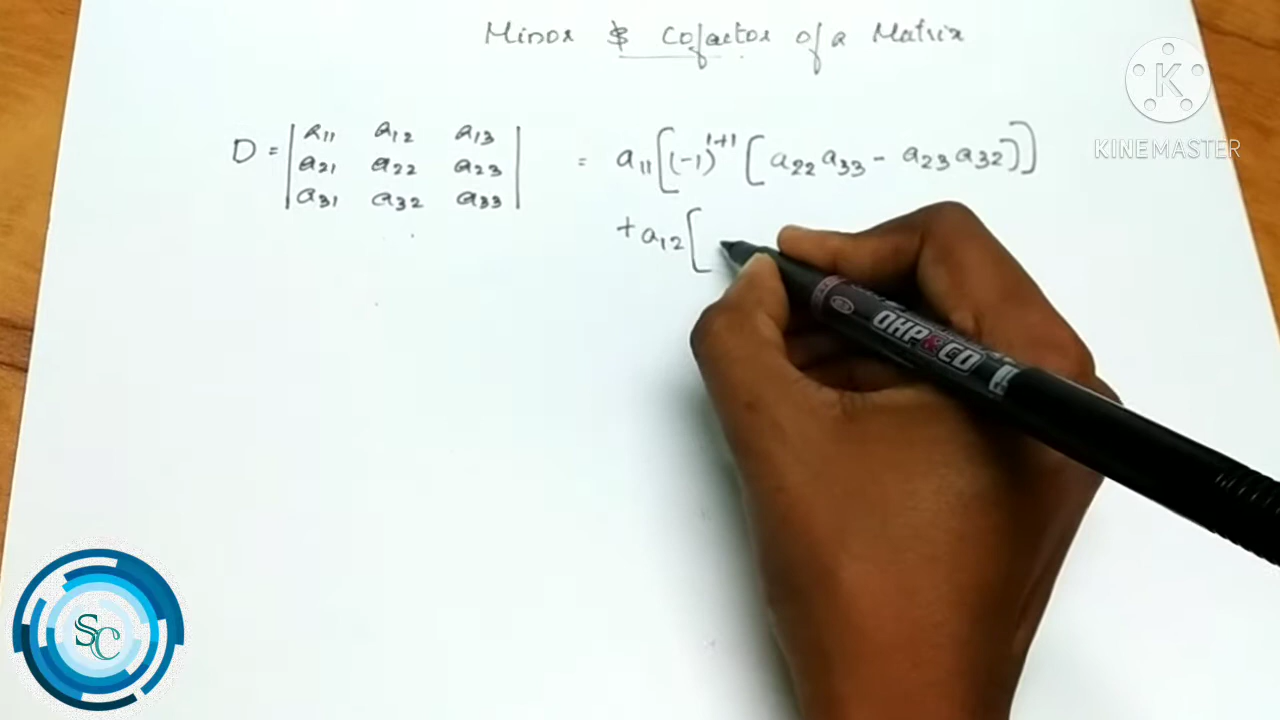 Minor & Cofactor of a Matrix
K
KINEMASTER
D = | a11 a12 a13 | = a11[(-1)^1+1 [a22 a33 - a23 a32]]
| a21 a22 a23 |
| a31 a32 a33 |
+ a12[
OHP&CO
SC